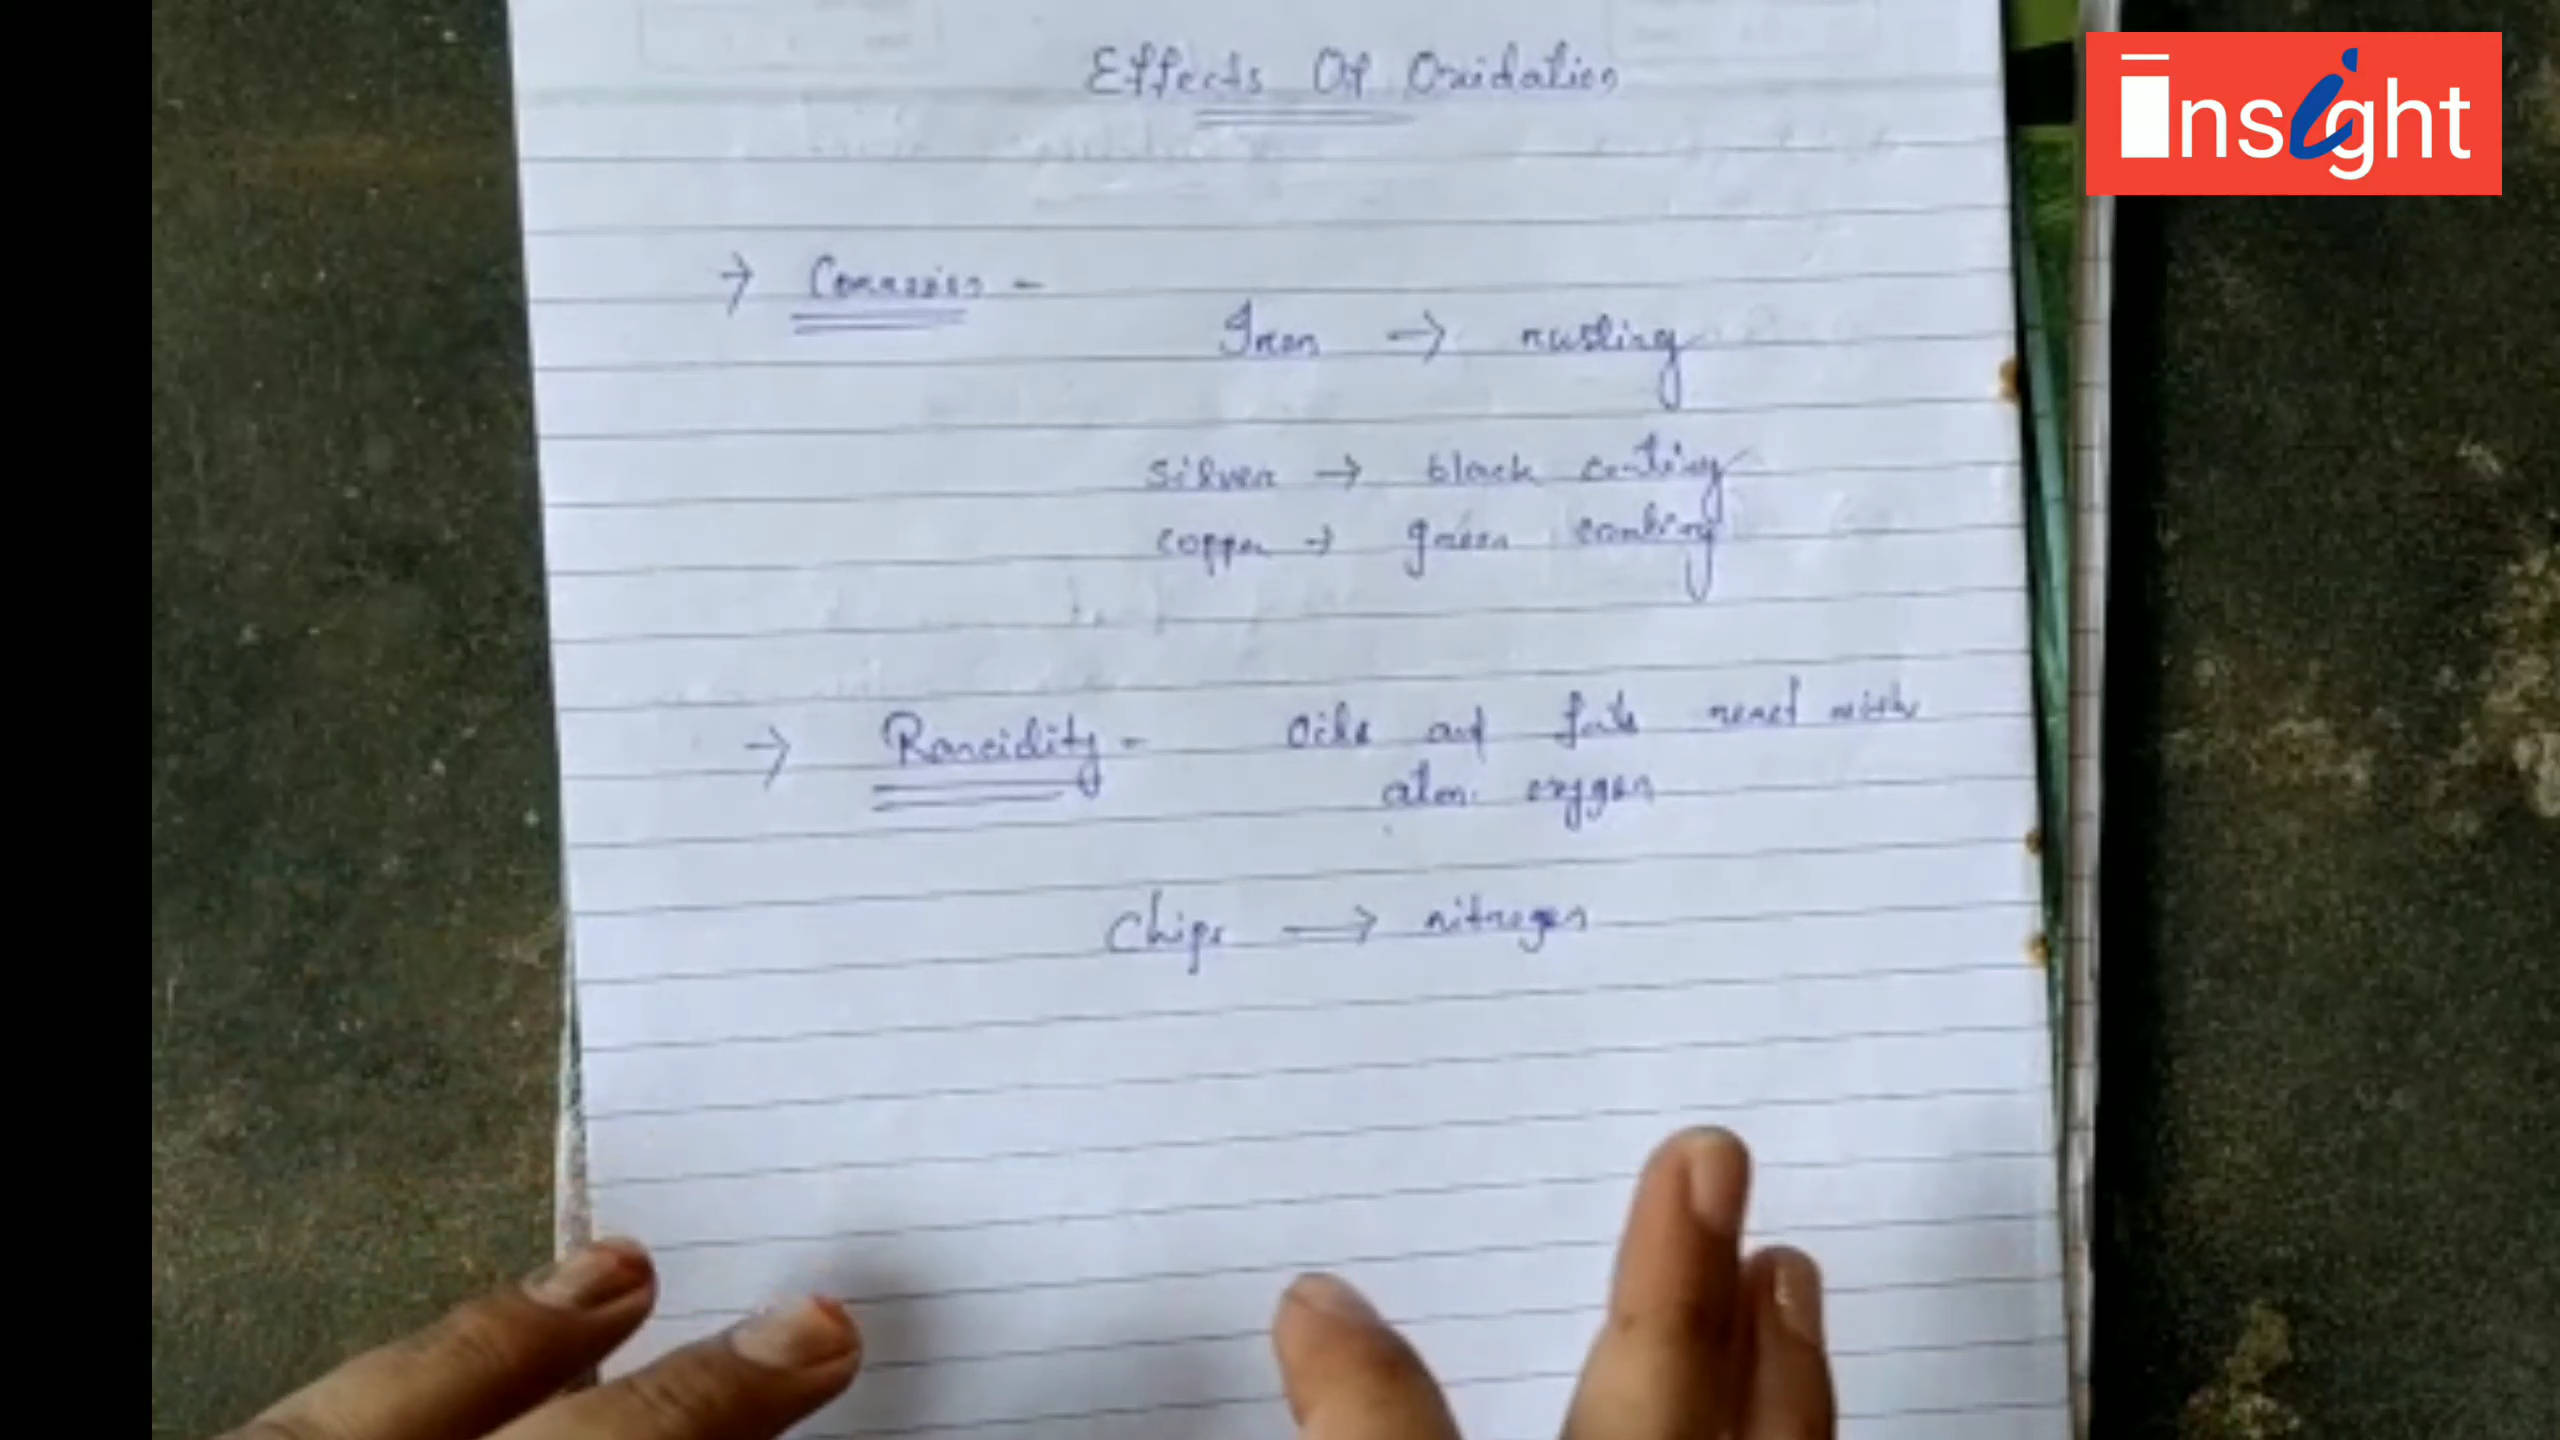 Effects Of Oxidation
Insight
→ Corrosion -
Iron → rusting
silver → black coating
copper → green coating
→ Rancidity - Oils and fats react with
atm. oxygen
Chips → nitrogen